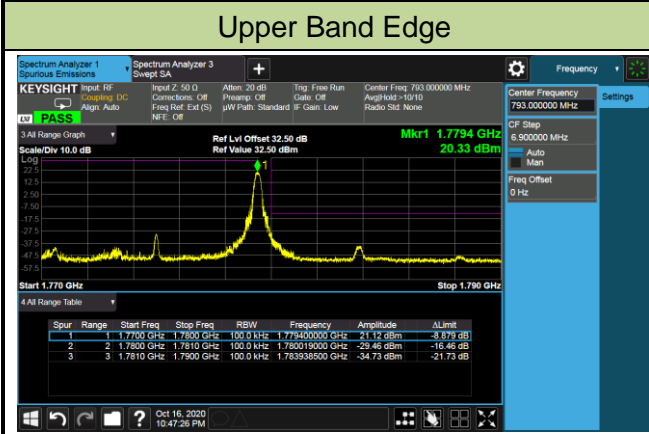 Upper Band Edge
Spectrum Analyzer 1
Spurious Emissions
Spectrum Analyzer 3
Swept SA
Frequency
KEYSIGHT
Input: RF
Coupling: DC
Align: Auto
Input Z: 50 Ω
Corrections: Off
Freq Ref: Ext (S)
NFE: Off
Atten: 20 dB
Preamp: Off
µW Path: Standard
Trig: Free Run
Gate: Off
IF Gain: Low
Center Freq: 793.000000 MHz
Avg|Hold:>10/10
Radio Std: None
LXI PASS
Center Frequency
793.000000 MHz
Settings
CF Step
6.900000 MHz
Auto
Man
Freq Offset
0 Hz
3 All Range Graph
Scale/Div 10.0 dB
Ref Lvl Offset 32.50 dB
Ref Value 32.50 dBm
Mkr1 1.7794 GHz
20.33 dBm
Log
1
22.5
12.5
2.50
-7.50
-17.5
-27.5
-37.5
-47.5
-57.5
Start 1.770 GHz
Stop 1.790 GHz
4 All Range Table
Spur Range Start Freq Stop Freq RBW Frequency Amplitude ΔLimit
1 1 1.7700 GHz 1.7800 GHz 100.0 kHz 1.779400000 GHz 21.12 dBm -8.879 dB
2 2 1.7800 GHz 1.7810 GHz 100.0 kHz 1.780019000 GHz -29.46 dBm -16.46 dB
3 3 1.7810 GHz 1.7900 GHz 100.0 kHz 1.783938500 GHz -34.73 dBm -21.73 dB
?
Oct 16, 2020
10:47:26 PM